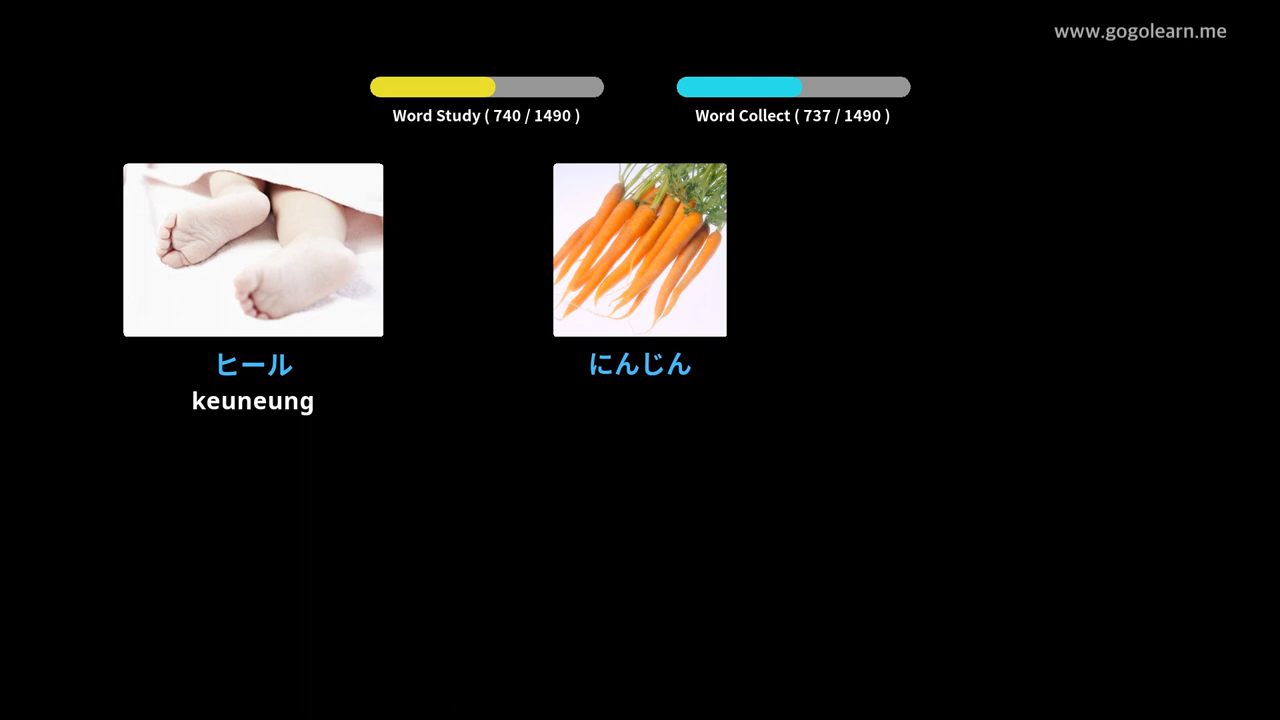 www.gogolearn.me
Word Study ( 740 / 1490 )
Word Collect ( 737 / 1490 )
ヒール
keuneung
にんじん